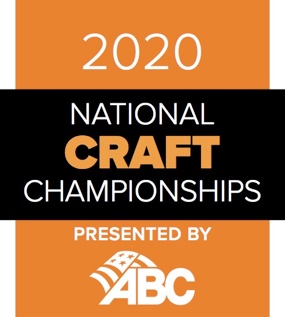 2020
NATIONAL
CRAFT
CHAMPIONSHIPS
PRESENTED BY
ABC